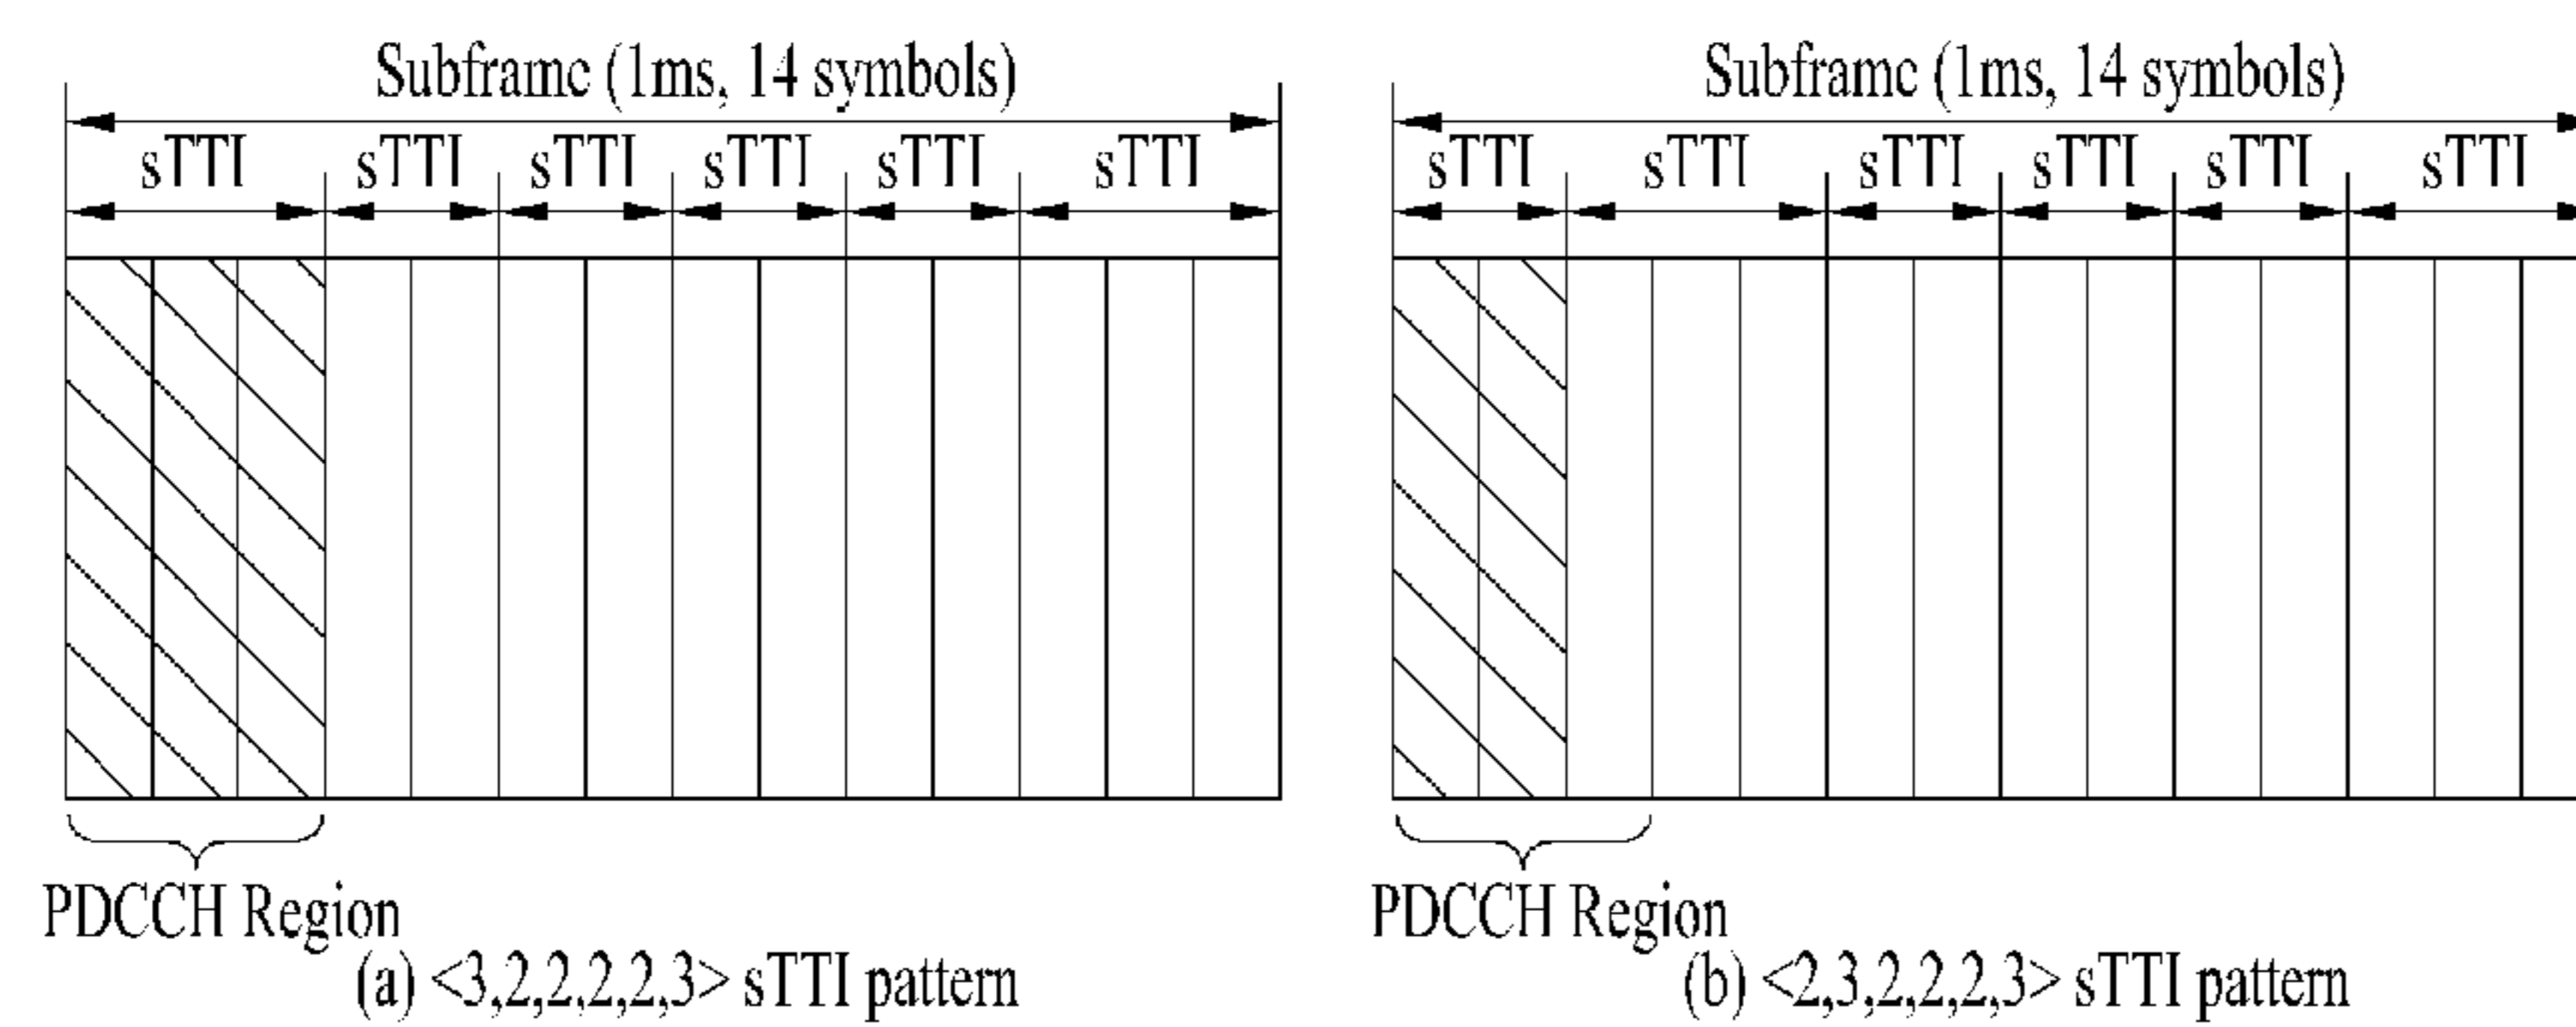 Subframe (1ms, 14 symbols)
sTTI sTTI sTTI sTTI sTTI sTTI
PDCCH Region
(a) <3,2,2,2,2,3> sTTI pattern
Subframe (1ms, 14 symbols)
sTTI sTTI sTTI sTTI sTTI sTTI
PDCCH Region
(b) <2,3,2,2,2,3> sTTI pattern